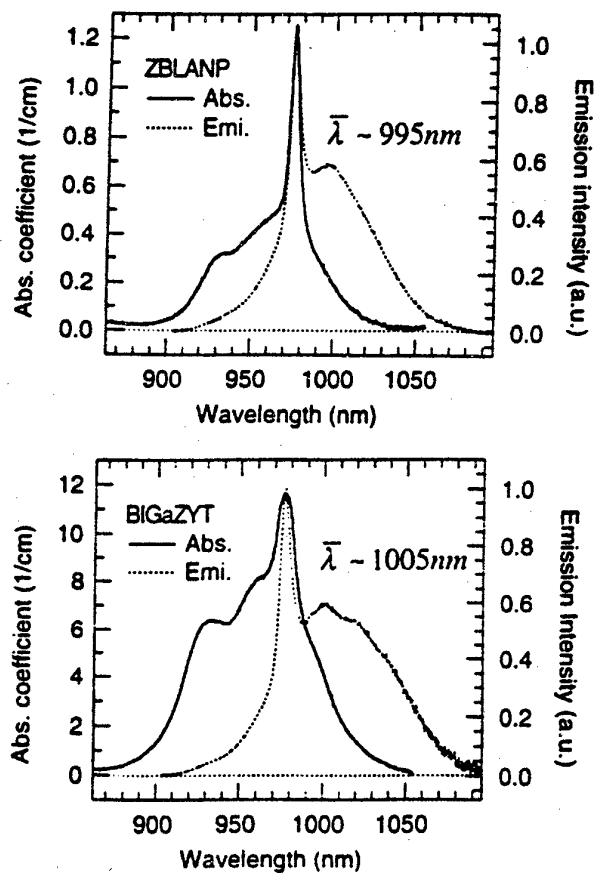 ZBLANP
Abs.
Emi.
λ̄ ~ 995nm
Abs. coefficient (1/cm)
1.2
1.0
0.8
0.6
0.4
0.2
0.0
Emission intensity (a.u.)
1.0
0.8
0.6
0.4
0.2
0.0
900 950 1000 1050
Wavelength (nm)
BIGaZYT
Abs.
Emi.
λ̄ ~ 1005nm
Abs. coefficient (1/cm)
12
10
8
6
4
2
0
Emission Intensity (a.u.)
1.0
0.8
0.6
0.4
0.2
0.0
900 950 1000 1050
Wavelength (nm)